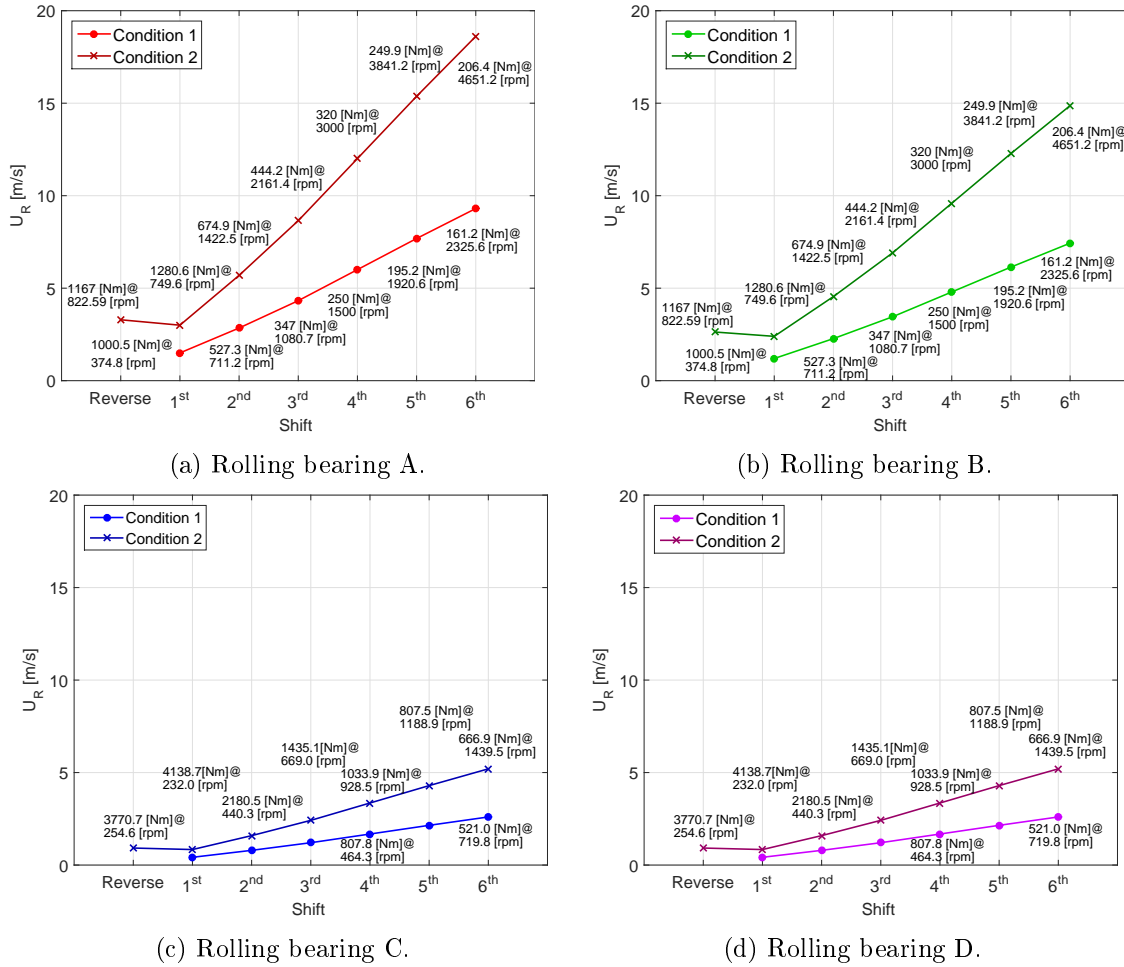 Condition 1
Condition 2
20
15
10
5
0
U_R [m/s]
249.9 [Nm]@
3841.2 [rpm]
206.4 [Nm]@
4651.2 [rpm]
320 [Nm]@
3000 [rpm]
444.2 [Nm]@
2161.4 [rpm]
674.9 [Nm]@
1422.5 [rpm]
1280.6 [Nm]@
749.6 [rpm]
1167 [Nm]@
822.59 [rpm]
161.2 [Nm]@
2325.6 [rpm]
195.2 [Nm]@
1920.6 [rpm]
250 [Nm]@
1500 [rpm]
347 [Nm]@
1080.7 [rpm]
527.3 [Nm]@
711.2 [rpm]
1000.5 [Nm]@
374.8 [rpm]
Reverse 1st 2nd 3rd 4th 5th 6th
Shift
(a) Rolling bearing A.
Condition 1
Condition 2
20
15
10
5
0
U_R [m/s]
249.9 [Nm]@
3841.2 [rpm]
206.4 [Nm]@
4651.2 [rpm]
320 [Nm]@
3000 [rpm]
444.2 [Nm]@
2161.4 [rpm]
674.9 [Nm]@
1422.5 [rpm]
1280.6 [Nm]@
749.6 [rpm]
1167 [Nm]@
822.59 [rpm]
161.2 [Nm]@
2325.6 [rpm]
195.2 [Nm]@
1920.6 [rpm]
250 [Nm]@
1500 [rpm]
347 [Nm]@
1080.7 [rpm]
527.3 [Nm]@
711.2 [rpm]
1000.5 [Nm]@
374.8 [rpm]
Reverse 1st 2nd 3rd 4th 5th 6th
Shift
(b) Rolling bearing B.
Condition 1
Condition 2
20
15
10
5
0
U_R [m/s]
807.5 [Nm]@
1188.9 [rpm]
666.9 [Nm]@
1439.5 [rpm]
1435.1[Nm]@
669.0 [rpm]
1033.9 [Nm]@
928.5 [rpm]
4138.7[Nm]@
232.0 [rpm]
2180.5 [Nm]@
440.3 [rpm]
3770.7 [Nm]@
254.6 [rpm]
807.8 [Nm]@
464.3 [rpm]
521.0 [Nm]@
719.8 [rpm]
Reverse 1st 2nd 3rd 4th 5th 6th
Shift
(c) Rolling bearing C.
Condition 1
Condition 2
20
15
10
5
0
U_R [m/s]
807.5 [Nm]@
1188.9 [rpm]
666.9 [Nm]@
1439.5 [rpm]
1435.1[Nm]@
669.0 [rpm]
1033.9 [Nm]@
928.5 [rpm]
4138.7[Nm]@
232.0 [rpm]
2180.5 [Nm]@
440.3 [rpm]
3770.7 [Nm]@
254.6 [rpm]
807.8 [Nm]@
464.3 [rpm]
521.0 [Nm]@
719.8 [rpm]
Reverse 1st 2nd 3rd 4th 5th 6th
Shift
(d) Rolling bearing D.